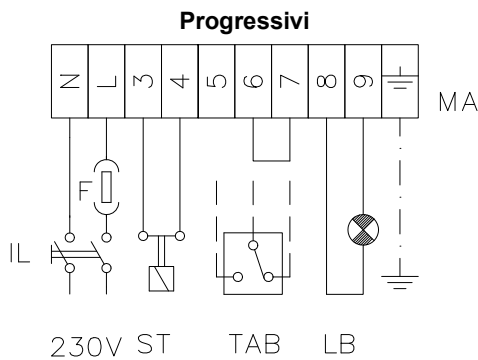 Progressivi
N L 3 4 5 6 7 8 9
MA
F
IL
230V ST TAB LB